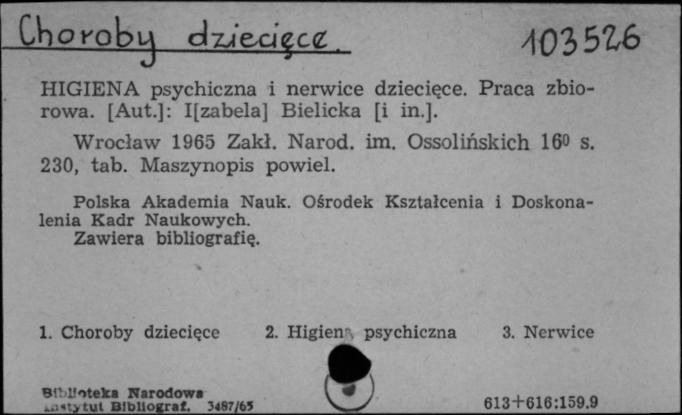 Choroby dziecięce.
103526
HIGIENA psychiczna i nerwice dziecięce. Praca zbio-
rowa. [Aut.]: I[zabela] Bielicka [i in.].
Wrocław 1965 Zakł. Narod. im. Ossolińskich 16⁰ s.
230, tab. Maszynopis powiel.
Polska Akademia Nauk. Ośrodek Kształcenia i Doskona-
lenia Kadr Naukowych.
Zawiera bibliografię.
1. Choroby dziecięce 2. Higiena psychiczna 3. Nerwice
Biblioteka Narodowa
Instytut Bibliograf. 3487/65
613+616:159.9